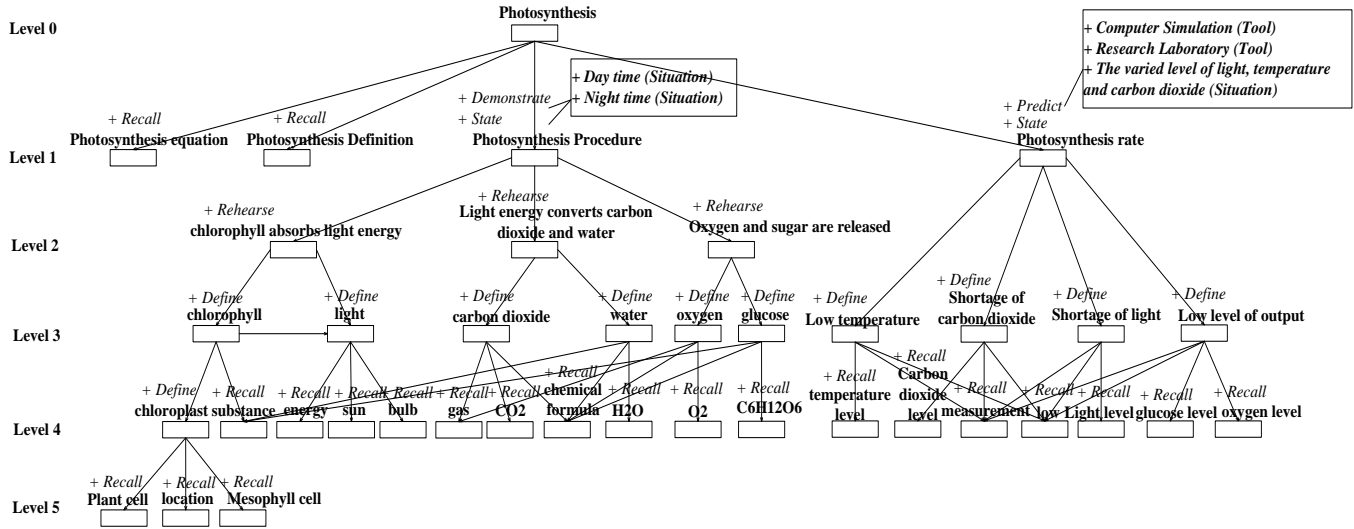 Photosynthesis
Level 0
+ Computer Simulation (Tool)
+ Research Laboratory (Tool)
+ The varied level of light, temperature
and carbon dioxide (Situation)
+ Day time (Situation)
+ Night time (Situation)
+ Demonstrate
+ State
+ Predict
+ State
+ Recall
+ Recall
Photosynthesis equation
Photosynthesis Definition
Photosynthesis Procedure
Photosynthesis rate
Level 1
+ Rehearse
chlorophyll absorbs light energy
+ Rehearse
Light energy converts carbon
dioxide and water
+ Rehearse
Oxygen and sugar are released
Level 2
+ Define
chlorophyll
+ Define
light
+ Define
carbon dioxide
+ Define
water
+ Define
oxygen
+ Define
glucose
+ Define
Low temperature
+ Define
Shortage of
carbon dioxide
+ Define
Shortage of light
+ Define
Low level of output
Level 3
+ Define
chloroplast
+ Recall
substance
+ Recall
energy
+ Recall
sun
+ Recall
bulb
+ Recall
gas
+ Recall
CO2
+ Recall
chemical
formula
+ Recall
H2O
+ Recall
O2
+ Recall
C6H12O6
+ Recall
temperature
level
+ Recall
Carbon
dioxide
level
+ Recall
measurement
+ Recall
low
+ Recall
Light level
+ Recall
glucose level
+ Recall
oxygen level
Level 4
+ Recall
Plant cell
+ Recall
location
+ Recall
Mesophyll cell
Level 5